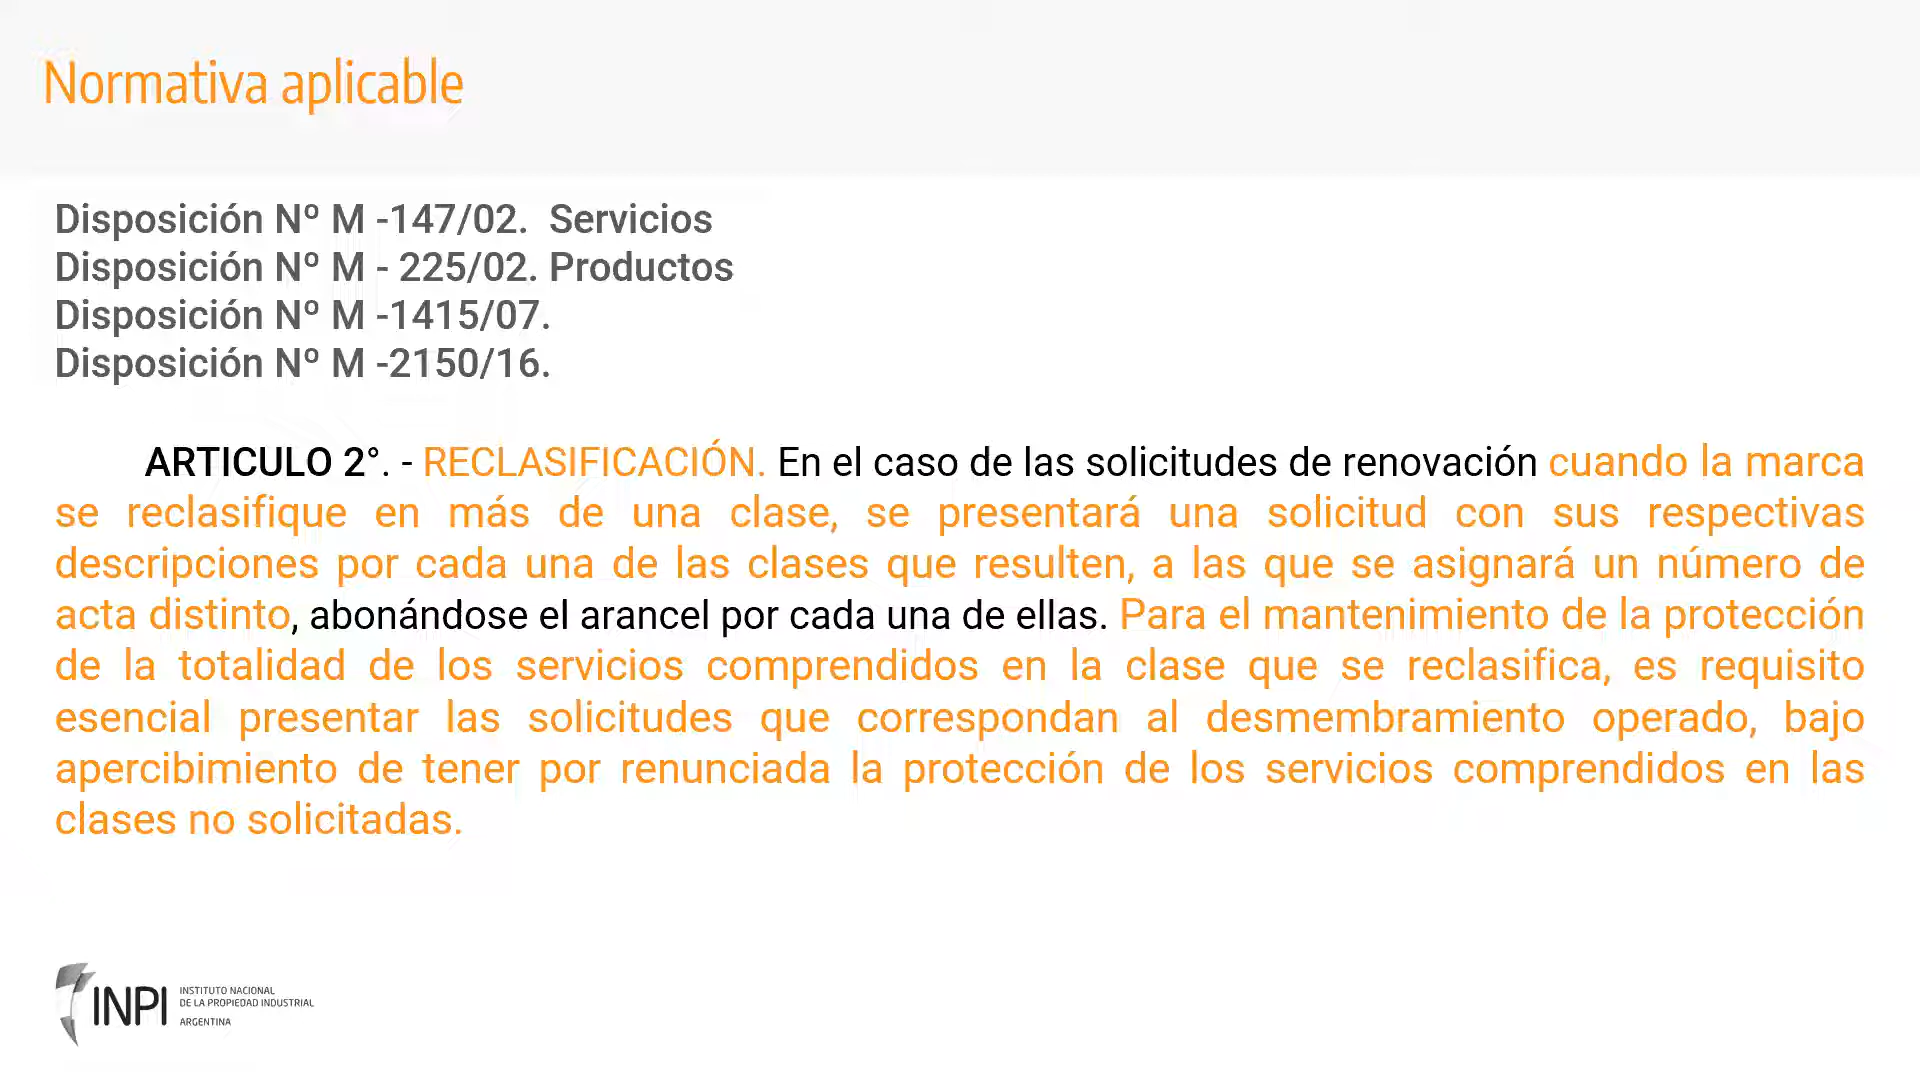 Normativa aplicable
Disposición Nº M -147/02.  Servicios
Disposición Nº M - 225/02. Productos
Disposición Nº M -1415/07.
Disposición Nº M -2150/16.
ARTICULO 2°. - RECLASIFICACIÓN. En el caso de las solicitudes de renovación cuando la marca
se reclasifique en más de una clase, se presentará una solicitud con sus respectivas
descripciones por cada una de las clases que resulten, a las que se asignará un número de
acta distinto, abonándose el arancel por cada una de ellas. Para el mantenimiento de la protección
de la totalidad de los servicios comprendidos en la clase que se reclasifica, es requisito
esencial presentar las solicitudes que correspondan al desmembramiento operado, bajo
apercibimiento de tener por renunciada la protección de los servicios comprendidos en las
clases no solicitadas.
INPI
INSTITUTO NACIONAL
DE LA PROPIEDAD INDUSTRIAL
ARGENTINA